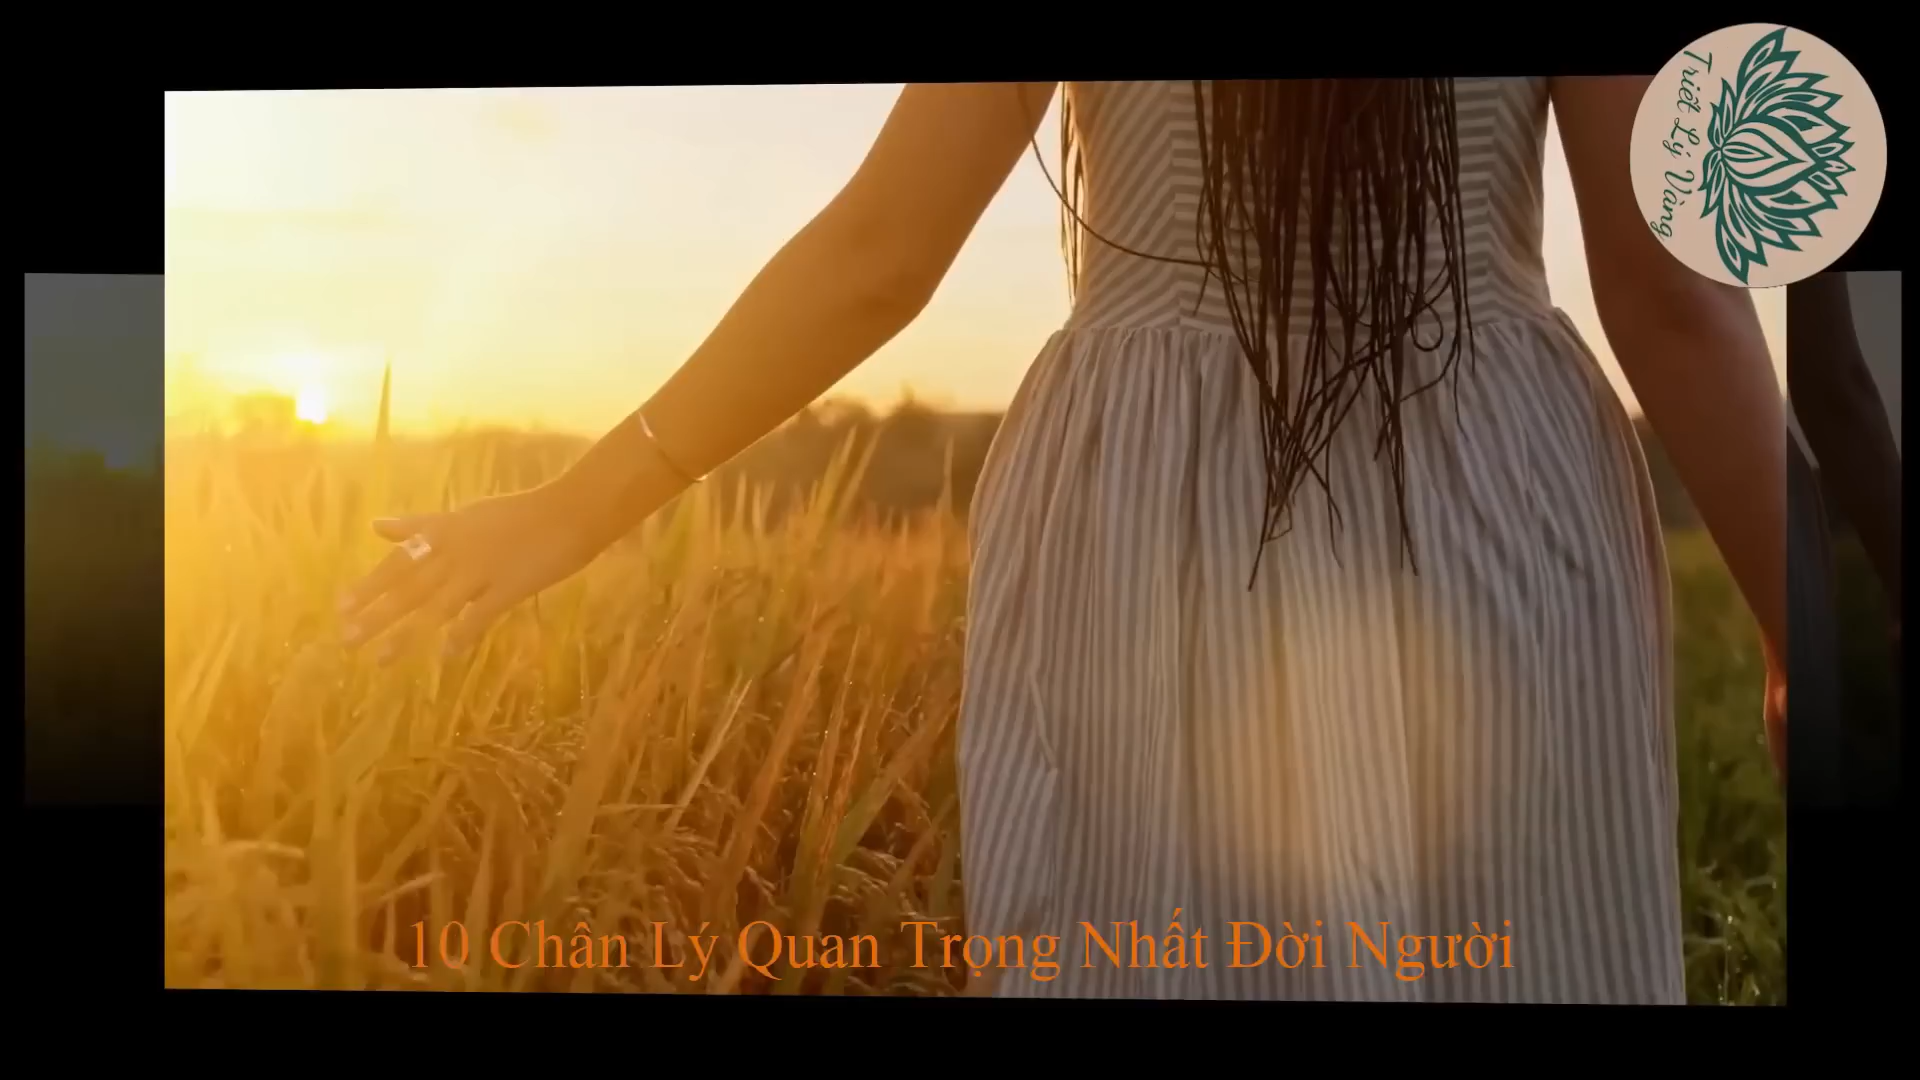 Triết Lý Vàng
10 Chân Lý Quan Trọng Nhất Đời Người